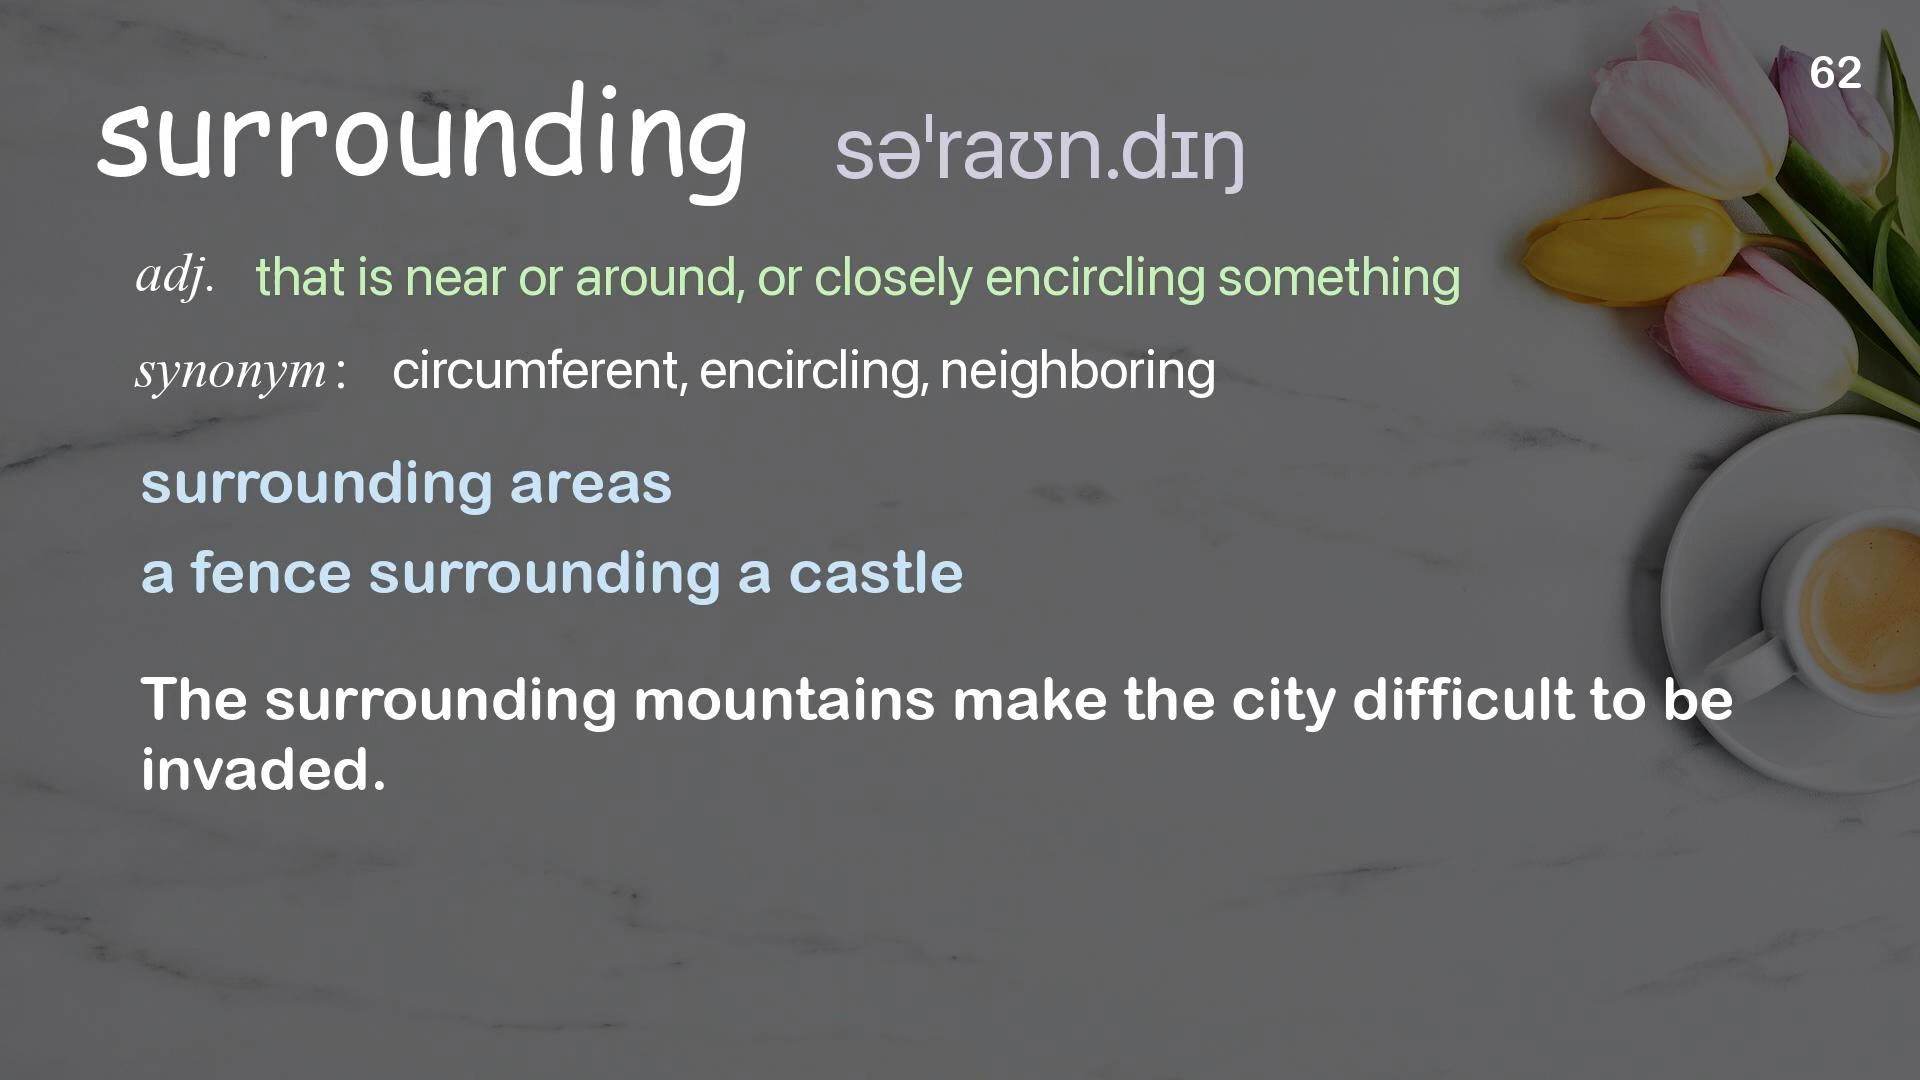 62
surrounding səˈraʊn.dɪŋ
adj. that is near or around, or closely encircling something
synonym : circumferent, encircling, neighboring
surrounding areas
a fence surrounding a castle
The surrounding mountains make the city difficult to be
invaded.